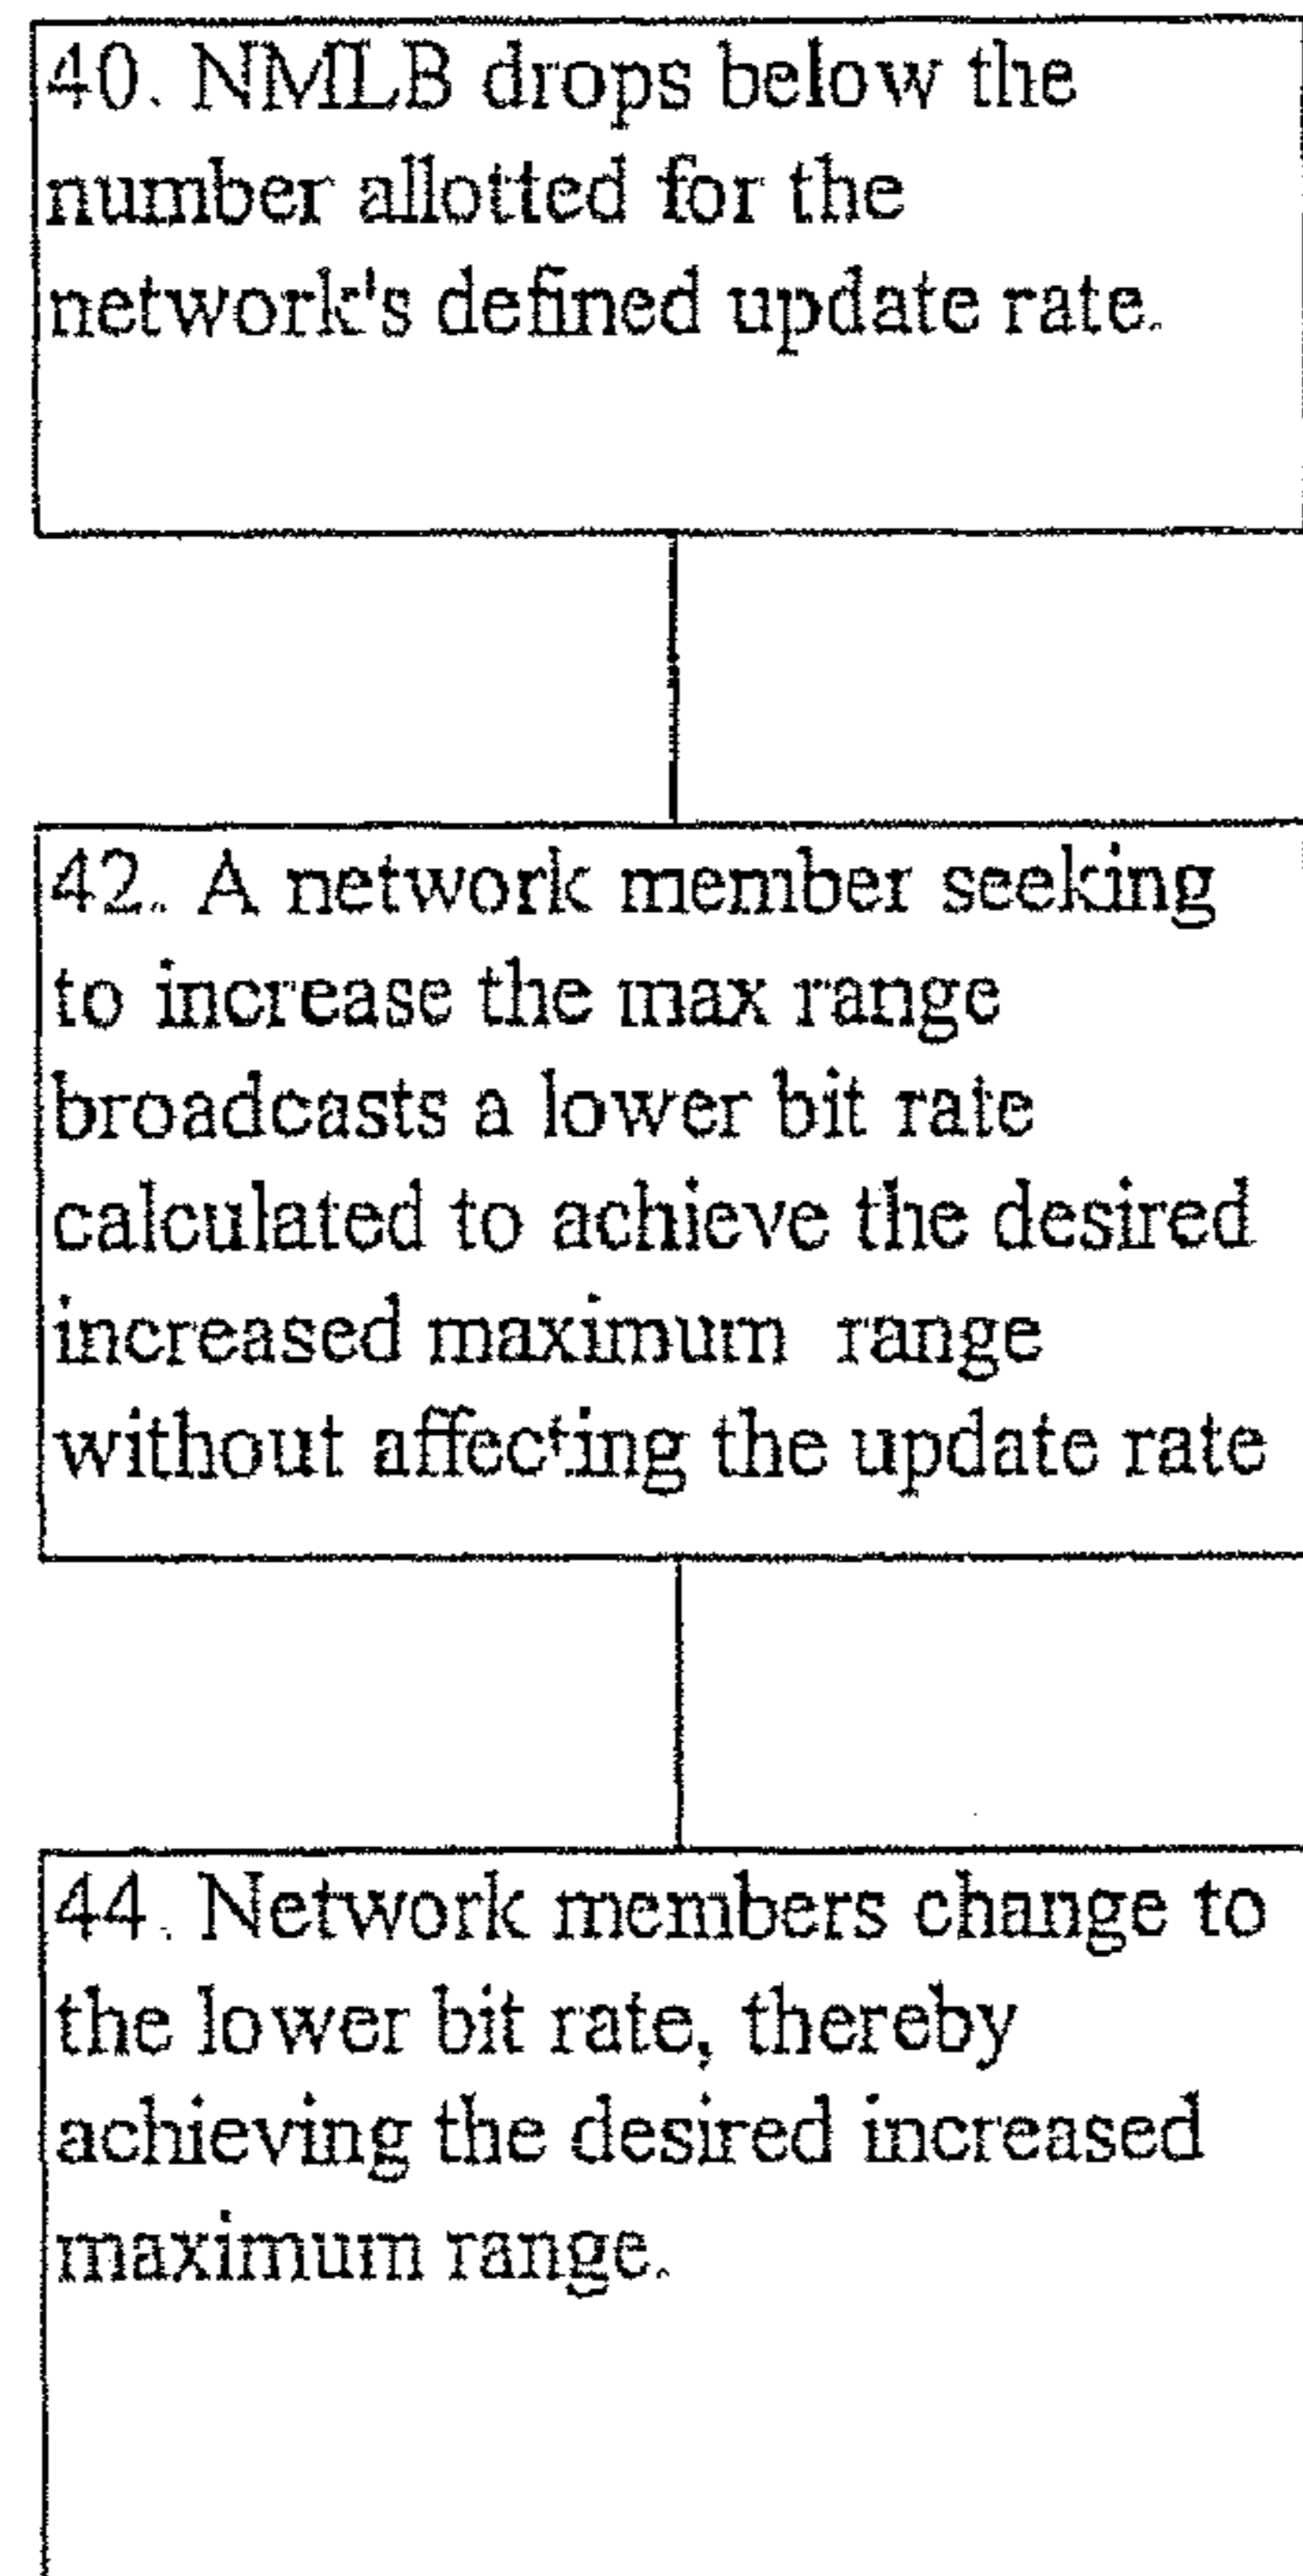 40. NMLB drops below the
number allotted for the
network's defined update rate.
42. A network member seeking
to increase the max range
broadcasts a lower bit rate
calculated to achieve the desired
increased maximum range
without affecting the update rate
44. Network members change to
the lower bit rate, thereby
achieving the desired increased
maximum range.